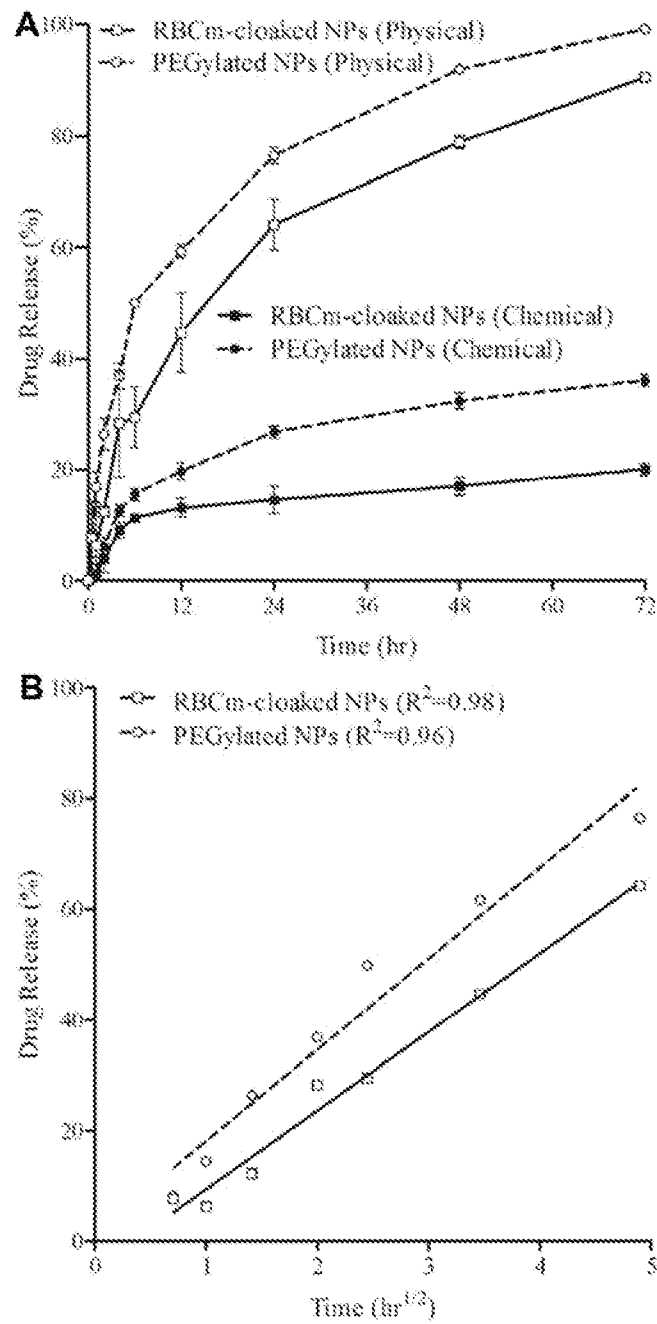 A
100
RBCm-cloaked NPs (Physical)
PEGylated NPs (Physical)
80
60
40
20
0
Drug Release (%)
RBCm-cloaked NPs (Chemical)
PEGylated NPs (Chemical)
0 12 24 36 48 60 72
Time (hr)
B
100
RBCm-cloaked NPs (R²=0.98)
PEGylated NPs (R²=0.96)
80
60
40
20
0
Drug Release (%)
0 1 2 3 4 5
Time (hr^1/2)